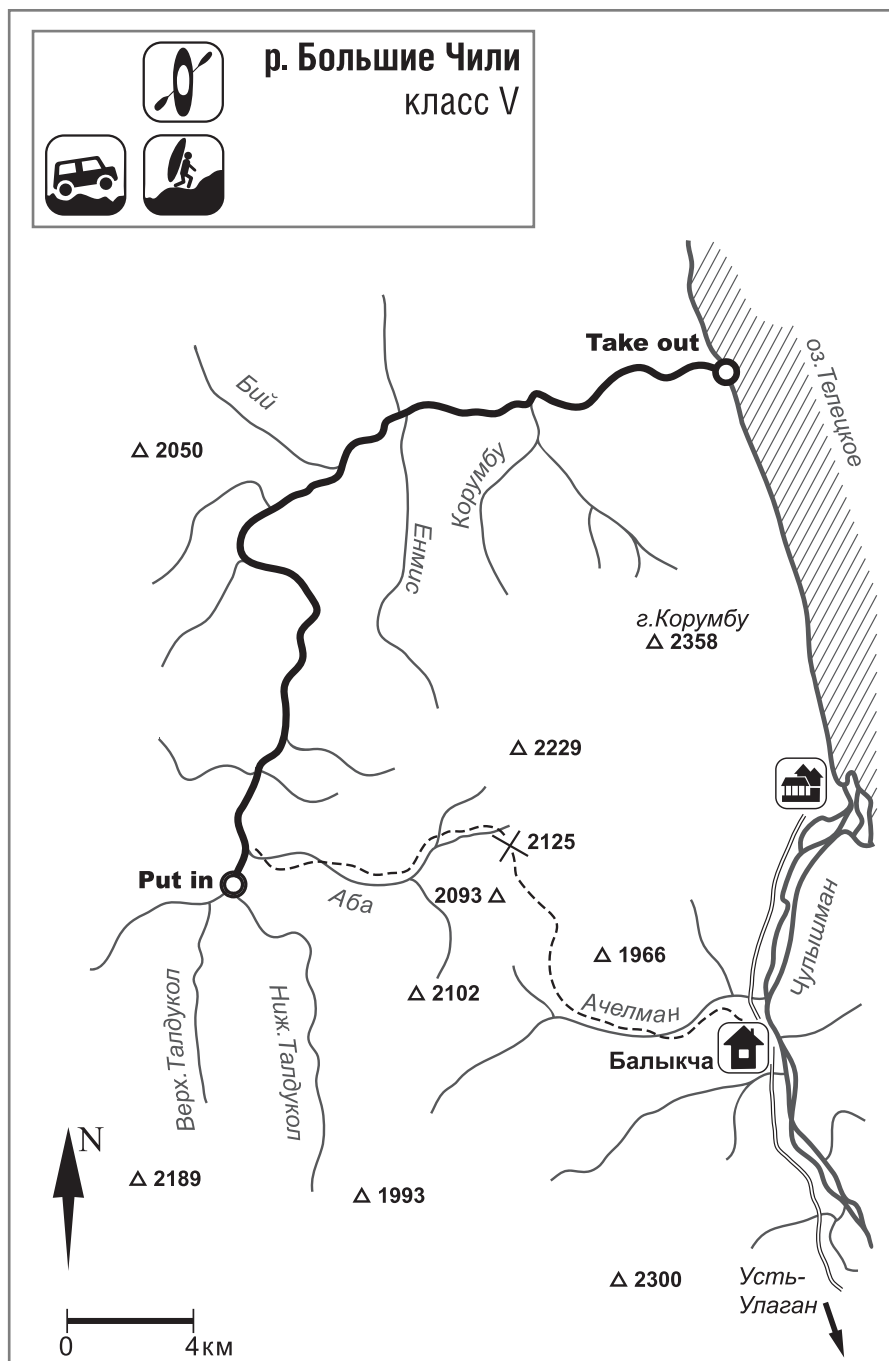 р. Большие Чили
класс V
Take out
оз.Телецкое
Бий
△ 2050
Корумбу
Енмис
г.Корумбу
△ 2358
△ 2229
2125
Put in
Аба
2093 △
Чулышман
△ 1966
△ 2102
Ачелман
Верх.Талдукол
Ниж.Талдукол
Балыкча
N
△ 2189
△ 1993
△ 2300
Усть-
Улаган
0 4км